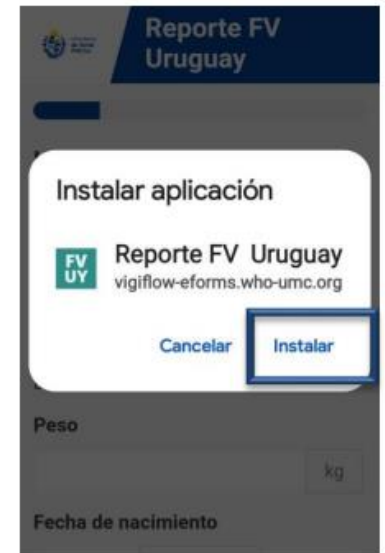 Reporte FV
Uruguay
Instalar aplicación
FV
UY
Reporte FV Uruguay
vigiflow-eforms.who-umc.org
Cancelar
Instalar
Peso
kg
Fecha de nacimiento